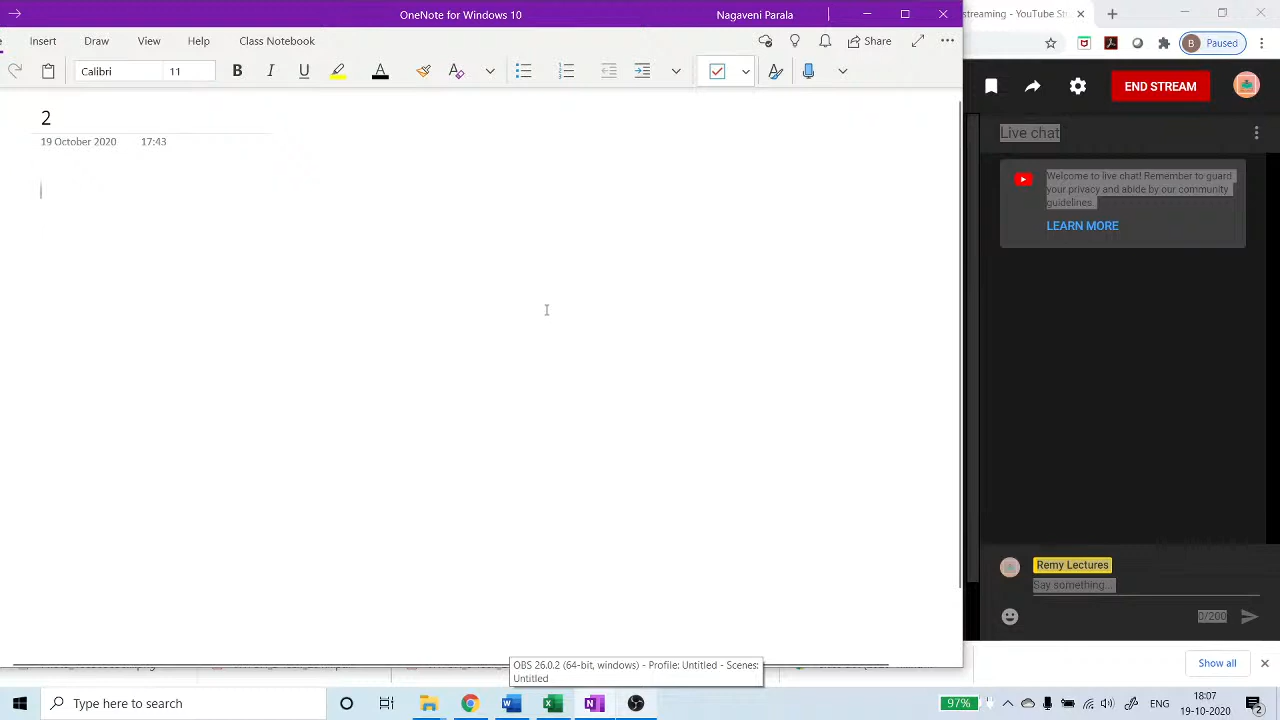 OneNote for Windows 10
Nagaveni Parala
streaming - YouTube St
Insert
Draw
View
Help
Class Notebook
Share
B
Paused
Calibri
11
B
I
U
A
END STREAM
2
19 October 2020
17:43
Live chat
Welcome to live chat! Remember to guard
your privacy and abide by our community
guidelines.
LEARN MORE
Remy Lectures
Say something...
0/200
OBS 26.0.2 (64-bit, windows) - Profile: Untitled - Scenes:
Untitled
Show all
Type here to search
97%
ENG
18:07
19-10-2020
2